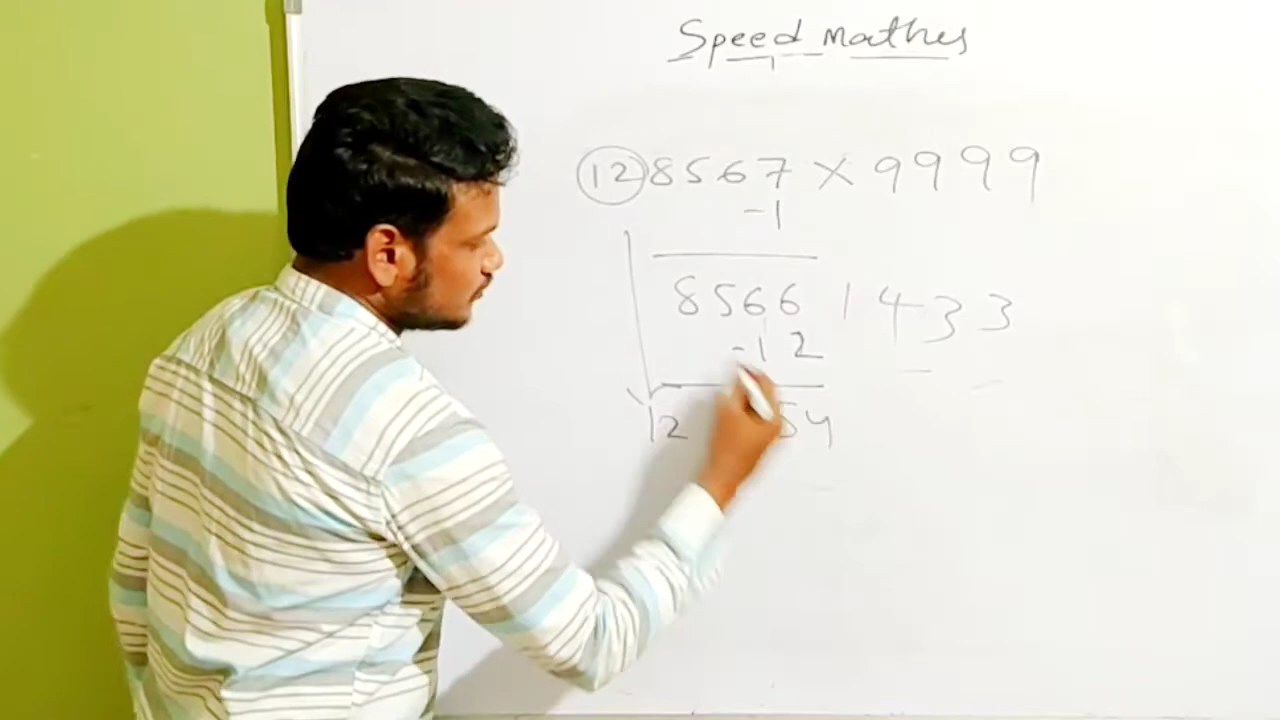 Speed mathes
12 8567 × 9999
-1
8566 1433
-12
12 54